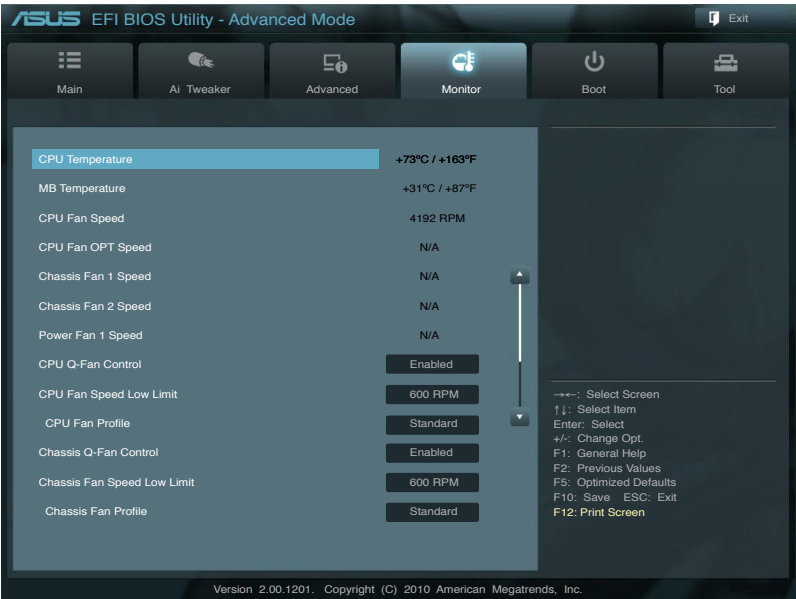 ASUS EFI BIOS Utility - Advanced Mode
Exit
Main
Ai Tweaker
Advanced
Monitor
Boot
Tool
CPU Temperature +73ºC / +163ºF
MB Temperature +31ºC / +87ºF
CPU Fan Speed 4192 RPM
CPU Fan OPT Speed N/A
Chassis Fan 1 Speed N/A
Chassis Fan 2 Speed N/A
Power Fan 1 Speed N/A
CPU Q-Fan Control Enabled
CPU Fan Speed Low Limit 600 RPM
CPU Fan Profile Standard
Chassis Q-Fan Control Enabled
Chassis Fan Speed Low Limit 600 RPM
Chassis Fan Profile Standard
→←: Select Screen
↑↓: Select Item
Enter: Select
+/-: Change Opt.
F1: General Help
F2: Previous Values
F5: Optimized Defaults
F10: Save ESC: Exit
F12: Print Screen
Version 2.00.1201. Copyright (C) 2010 American Megatrends, Inc.